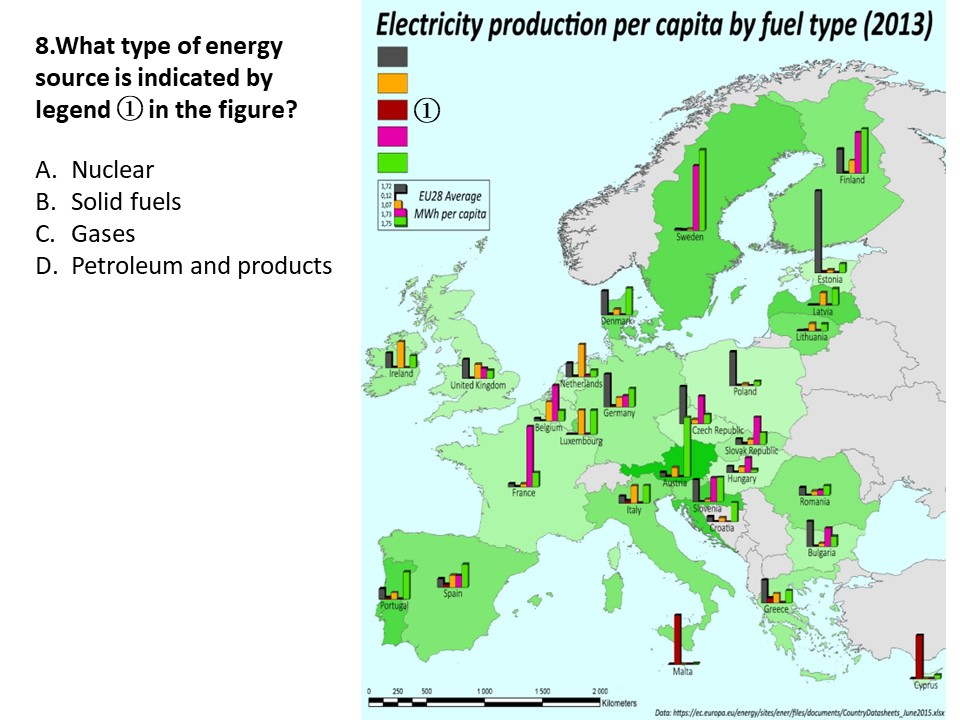 8.What type of energy
source is indicated by
legend ① in the figure?
A. Nuclear
B. Solid fuels
C. Gases
D. Petroleum and products
Electricity production per capita by fuel type (2013)
①
1,72
0,12
1,07
1,73
1,75
EU28 Average
MWh per capita
Finland
Sweden
Estonia
Latvia
Lithuania
Denmark
Ireland
United Kingdom
Netherlands
Germany
Poland
Belgium
Luxembourg
Czech Republic
Slovak Republic
France
Austria
Hungary
Italy
Slovenia
Croatia
Romania
Bulgaria
Portugal
Spain
Greece
Malta
Cyprus
0 250 500 1 000 1 500 2 000
Kilometers
Data: https://ec.europa.eu/energy/sites/ener/files/documents/CountryDatasheets_June2015.xlsx